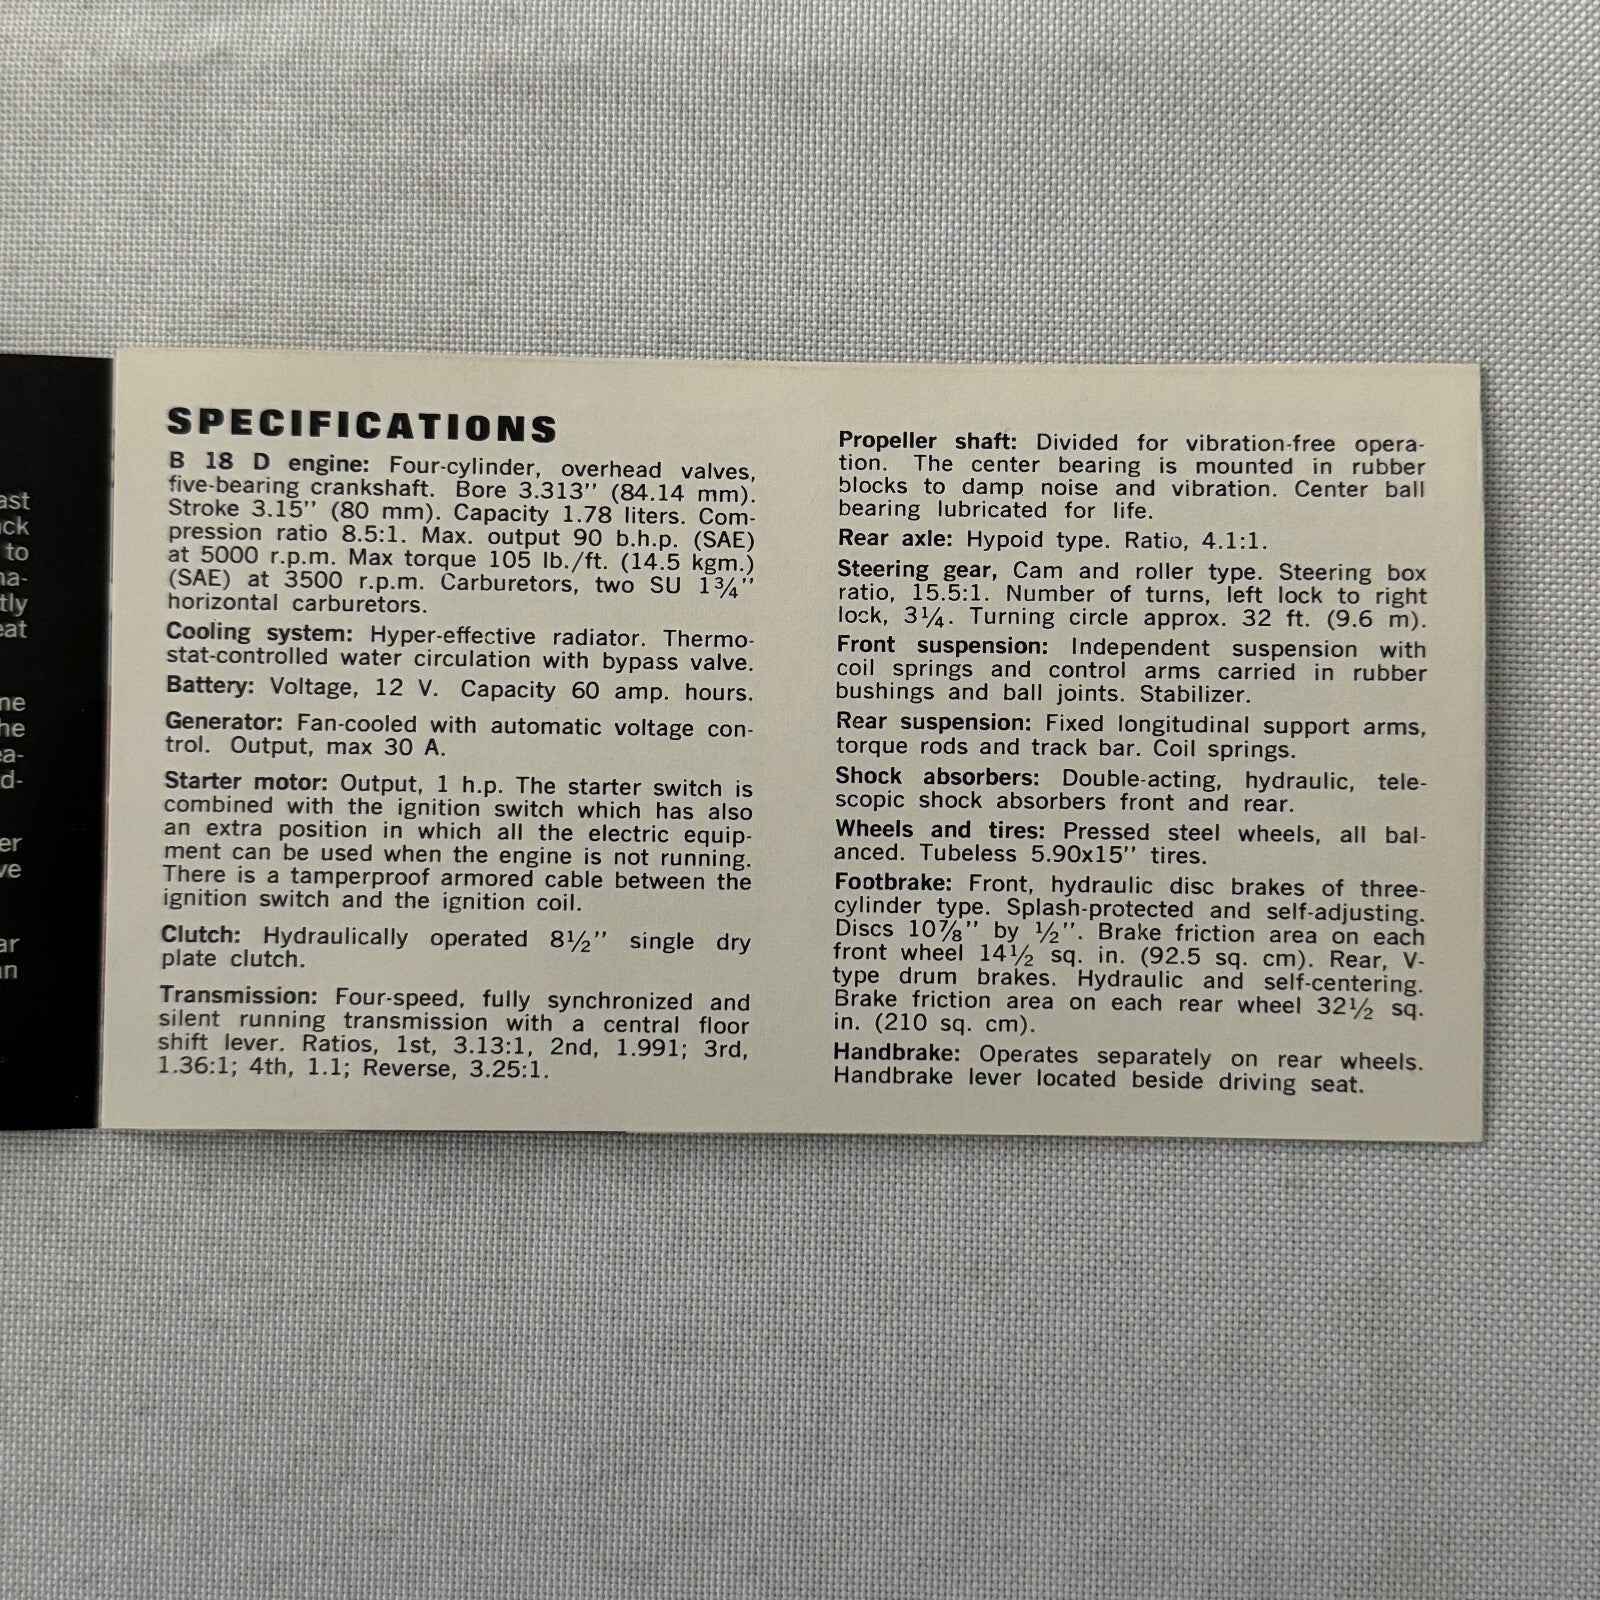 ast
ck
to
na-
tly
eat
ne
he
ea-
d-
er
ve
ar
an
SPECIFICATIONS
B 18 D engine: Four-cylinder, overhead valves,
five-bearing crankshaft. Bore 3.313'' (84.14 mm).
Stroke 3.15'' (80 mm). Capacity 1.78 liters. Com-
pression ratio 8.5:1. Max. output 90 b.h.p. (SAE)
at 5000 r.p.m. Max torque 105 lb./ft. (14.5 kgm.)
(SAE) at 3500 r.p.m. Carburetors, two SU 1¾''
horizontal carburetors.
Cooling system: Hyper-effective radiator. Thermo-
stat-controlled water circulation with bypass valve.
Battery: Voltage, 12 V. Capacity 60 amp. hours.
Generator: Fan-cooled with automatic voltage con-
trol. Output, max 30 A.
Starter motor: Output, 1 h.p. The starter switch is
combined with the ignition switch which has also
an extra position in which all the electric equip-
ment can be used when the engine is not running.
There is a tamperproof armored cable between the
ignition switch and the ignition coil.
Clutch: Hydraulically operated 8½'' single dry
plate clutch.
Transmission: Four-speed, fully synchronized and
silent running transmission with a central floor
shift lever. Ratios, 1st, 3.13:1, 2nd, 1.991; 3rd,
1.36:1; 4th, 1.1; Reverse, 3.25:1.
Propeller shaft: Divided for vibration-free opera-
tion. The center bearing is mounted in rubber
blocks to damp noise and vibration. Center ball
bearing lubricated for life.
Rear axle: Hypoid type. Ratio, 4.1:1.
Steering gear, Cam and roller type. Steering box
ratio, 15.5:1. Number of turns, left lock to right
lock, 3¼. Turning circle approx. 32 ft. (9.6 m).
Front suspension: Independent suspension with
coil springs and control arms carried in rubber
bushings and ball joints. Stabilizer.
Rear suspension: Fixed longitudinal support arms,
torque rods and track bar. Coil springs.
Shock absorbers: Double-acting, hydraulic, tele-
scopic shock absorbers front and rear.
Wheels and tires: Pressed steel wheels, all bal-
anced. Tubeless 5.90x15'' tires.
Footbrake: Front, hydraulic disc brakes of three-
cylinder type. Splash-protected and self-adjusting.
Discs 10⅞'' by ½''. Brake friction area on each
front wheel 14½ sq. in. (92.5 sq. cm). Rear, V-
type drum brakes. Hydraulic and self-centering.
Brake friction area on each rear wheel 32½ sq.
in. (210 sq. cm).
Handbrake: Operates separately on rear wheels.
Handbrake lever located beside driving seat.